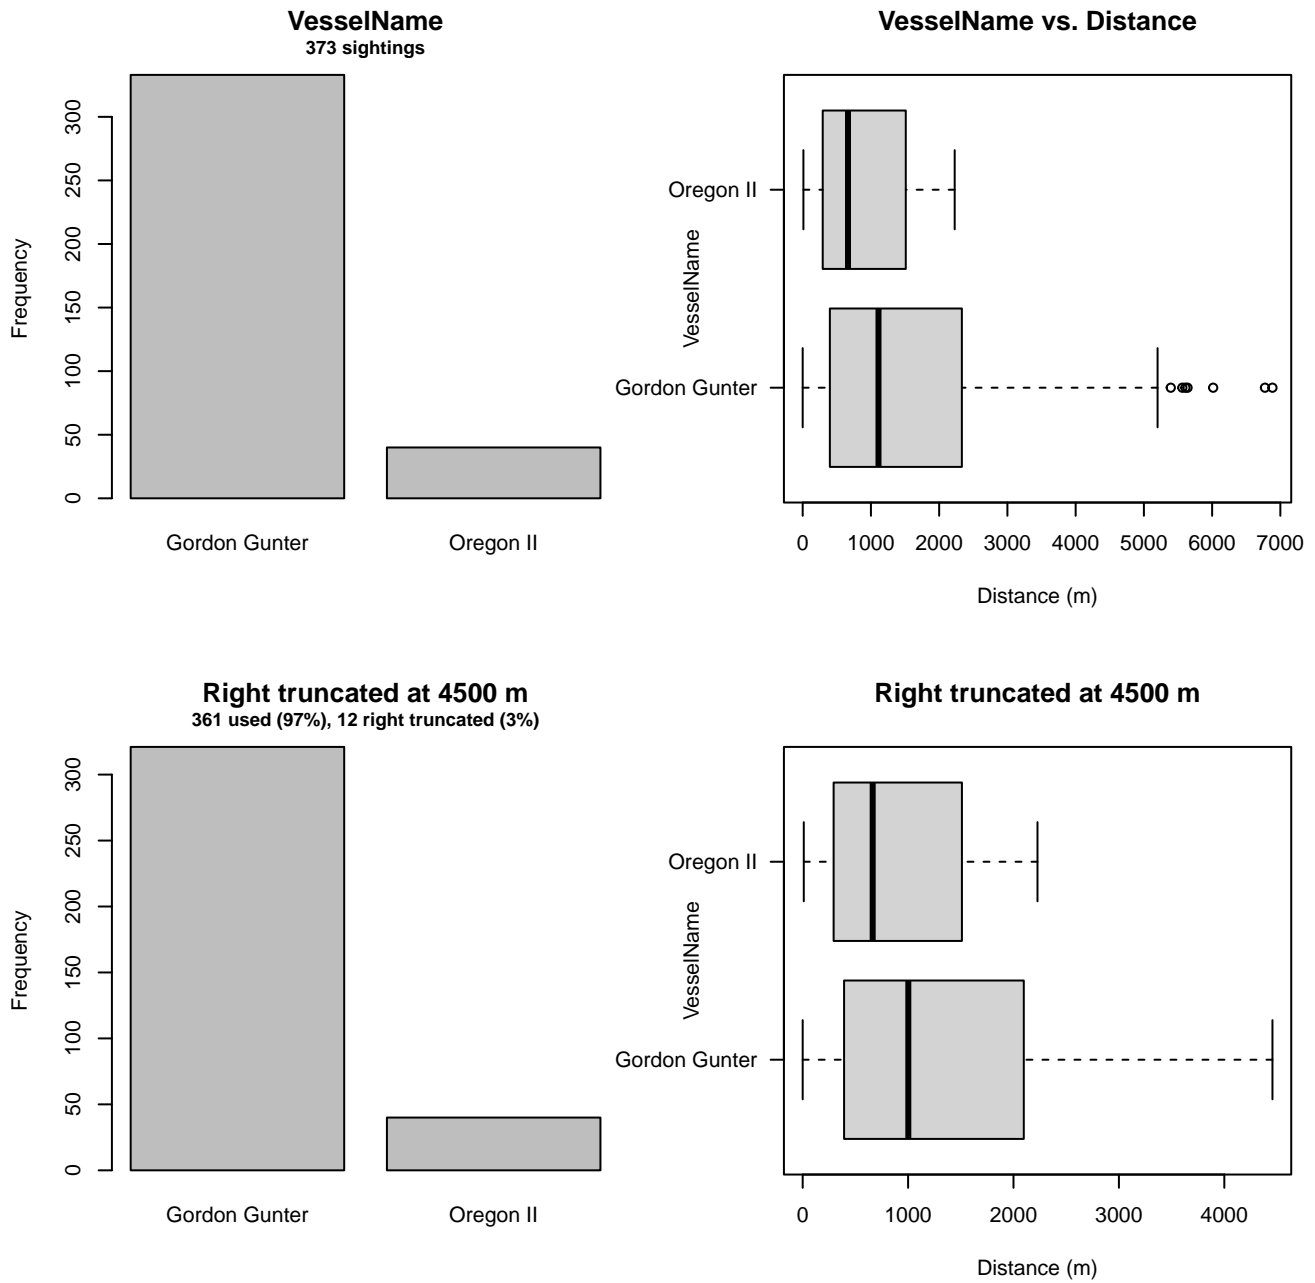 VesselName
373 sightings
Frequency
0 50 100 150 200 250 300
Gordon Gunter Oregon II
VesselName vs. Distance
VesselName
Oregon II
Gordon Gunter
0 1000 2000 3000 4000 5000 6000 7000
Distance (m)
Right truncated at 4500 m
361 used (97%), 12 right truncated (3%)
Frequency
0 50 100 150 200 250 300
Gordon Gunter Oregon II
Right truncated at 4500 m
VesselName
Oregon II
Gordon Gunter
0 1000 2000 3000 4000
Distance (m)